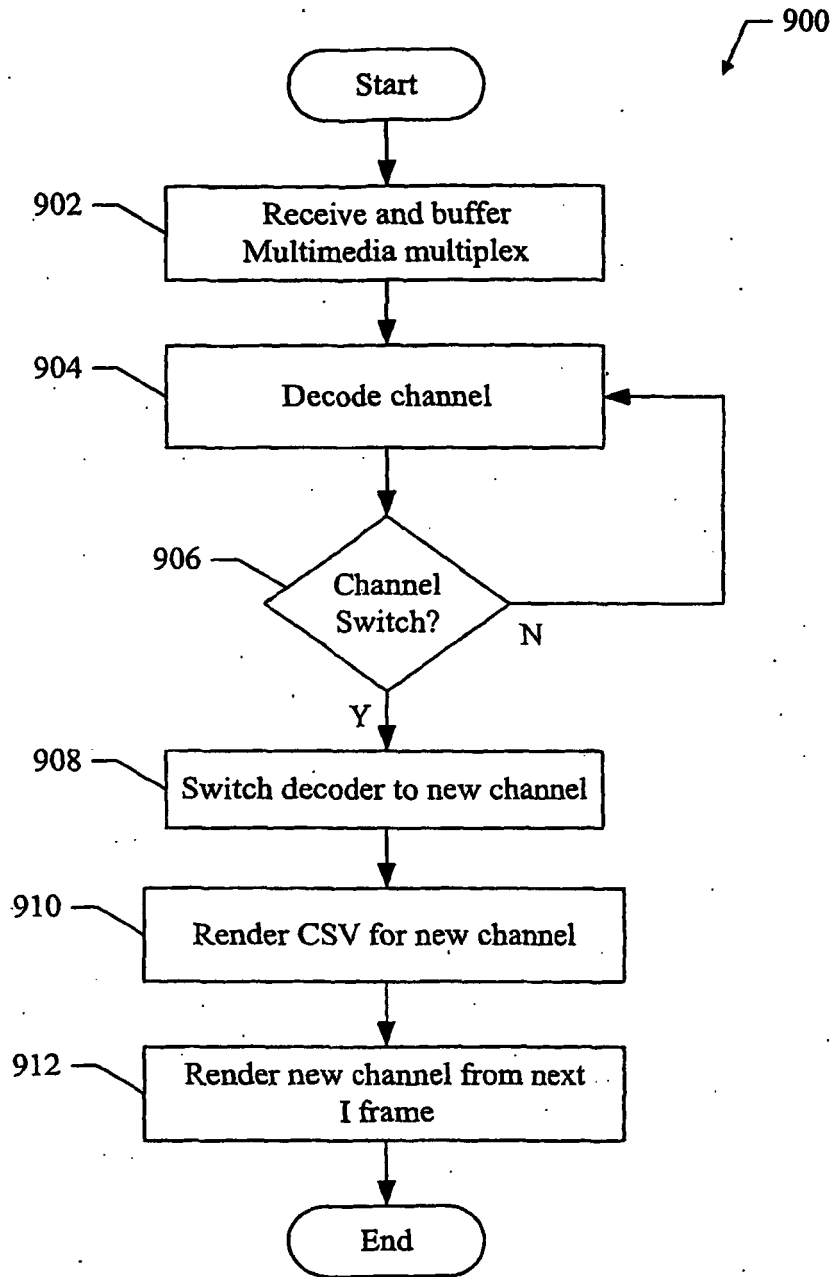 900
Start
902
Receive and buffer
Multimedia multiplex
904
Decode channel
906
Channel
Switch?
N
Y
908
Switch decoder to new channel
910
Render CSV for new channel
912
Render new channel from next
I frame
End